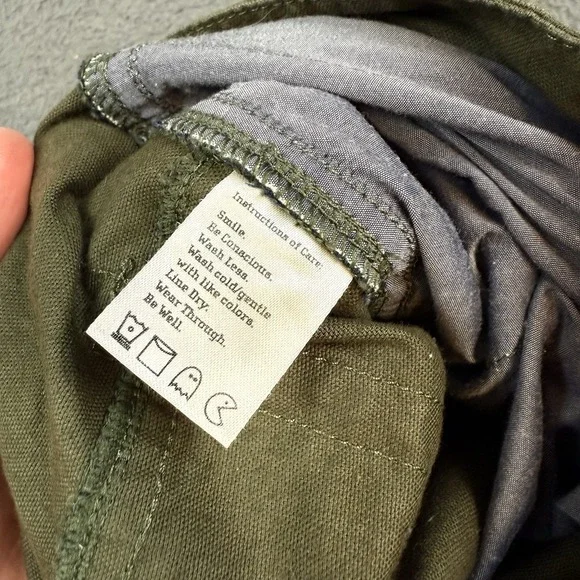 Instructions of Care:
Smile.
Be Conscious.
Wash Less.
Wash cold/gentle
with like colors.
Line Dry.
Wear Through.
Be Well.